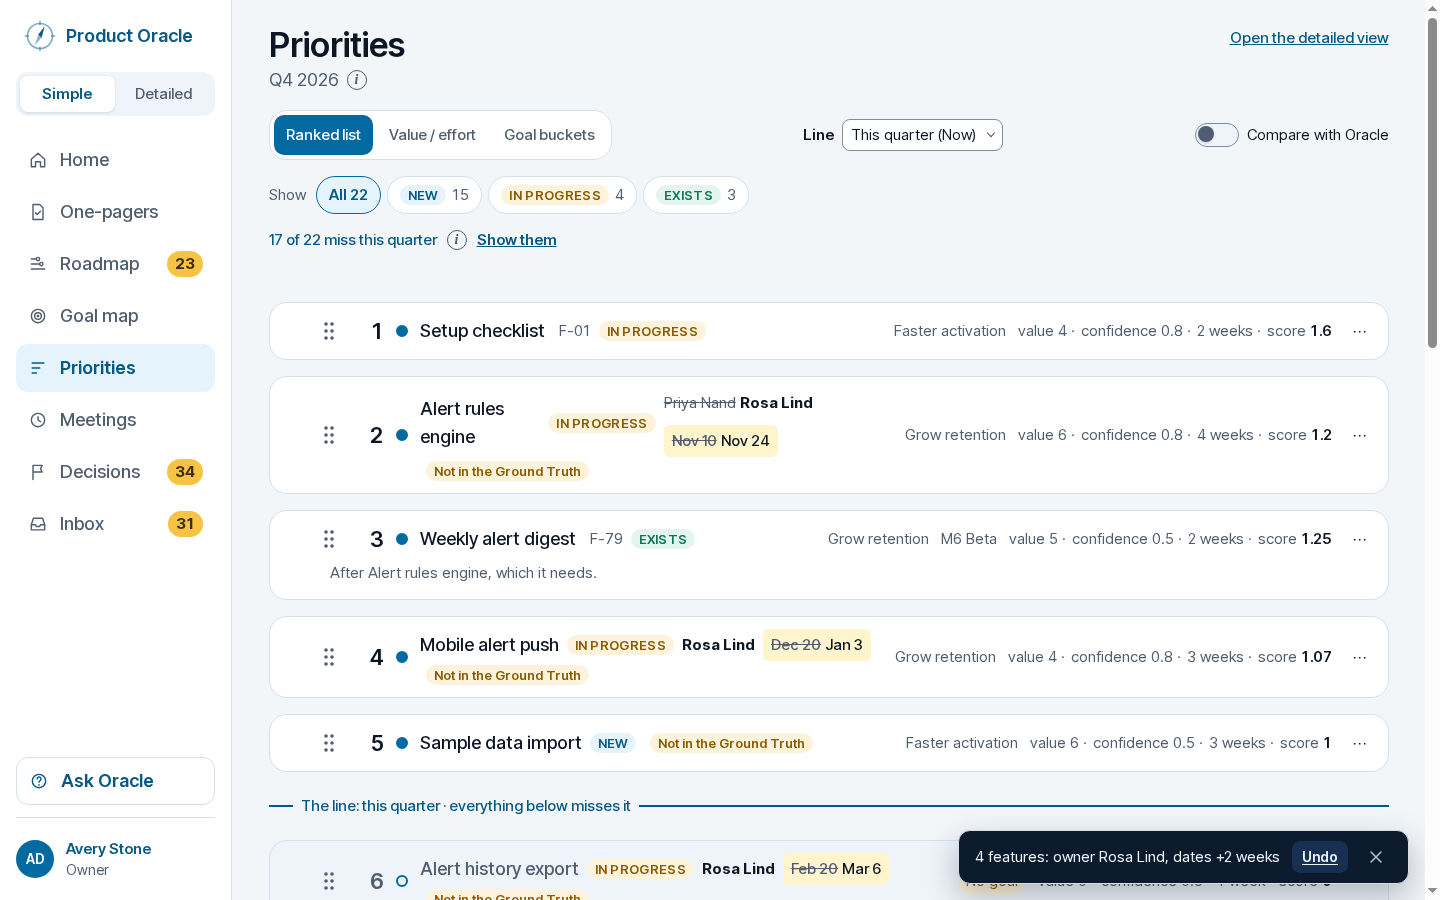 Product Oracle
Simple Detailed
Home
One-pagers
Roadmap 23
Goal map
Priorities
Meetings
Decisions 34
Inbox 31
Ask Oracle
AD Avery Stone
Owner
Priorities
Q4 2026 i
Open the detailed view
Ranked list Value / effort Goal buckets
Line This quarter (Now)
Compare with Oracle
Show All 22 NEW 15 IN PROGRESS 4 EXISTS 3
17 of 22 miss this quarter i Show them
1 Setup checklist F-01 IN PROGRESS Faster activation value 4 · confidence 0.8 · 2 weeks · score 1.6 ···
2 Alert rules engine IN PROGRESS Priya Nand Rosa Lind
Nov 10 Nov 24
Grow retention value 6 · confidence 0.8 · 4 weeks · score 1.2 ···
Not in the Ground Truth
3 Weekly alert digest F-79 EXISTS Grow retention M6 Beta value 5 · confidence 0.5 · 2 weeks · score 1.25 ···
After Alert rules engine, which it needs.
4 Mobile alert push IN PROGRESS Rosa Lind Dec 20 Jan 3 Grow retention value 4 · confidence 0.8 · 3 weeks · score 1.07 ···
Not in the Ground Truth
5 Sample data import NEW Not in the Ground Truth Faster activation value 6 · confidence 0.5 · 3 weeks · score 1 ···
The line: this quarter · everything below misses it
6 Alert history export IN PROGRESS Rosa Lind Feb 20 Mar 6
Not in the Ground Truth
4 features: owner Rosa Lind, dates +2 weeks Undo